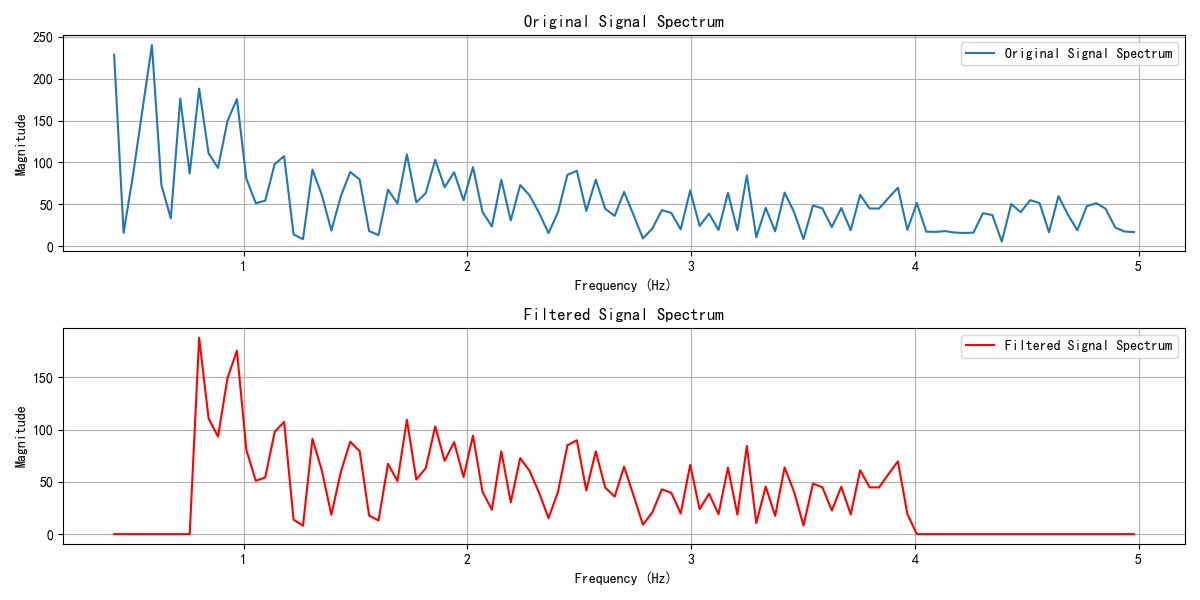 Original Signal Spectrum
250
200
150
100
50
0
Magnitude
Original Signal Spectrum
1 2 3 4 5
Frequency (Hz)
Filtered Signal Spectrum
150
100
50
0
Magnitude
Filtered Signal Spectrum
1 2 3 4 5
Frequency (Hz)